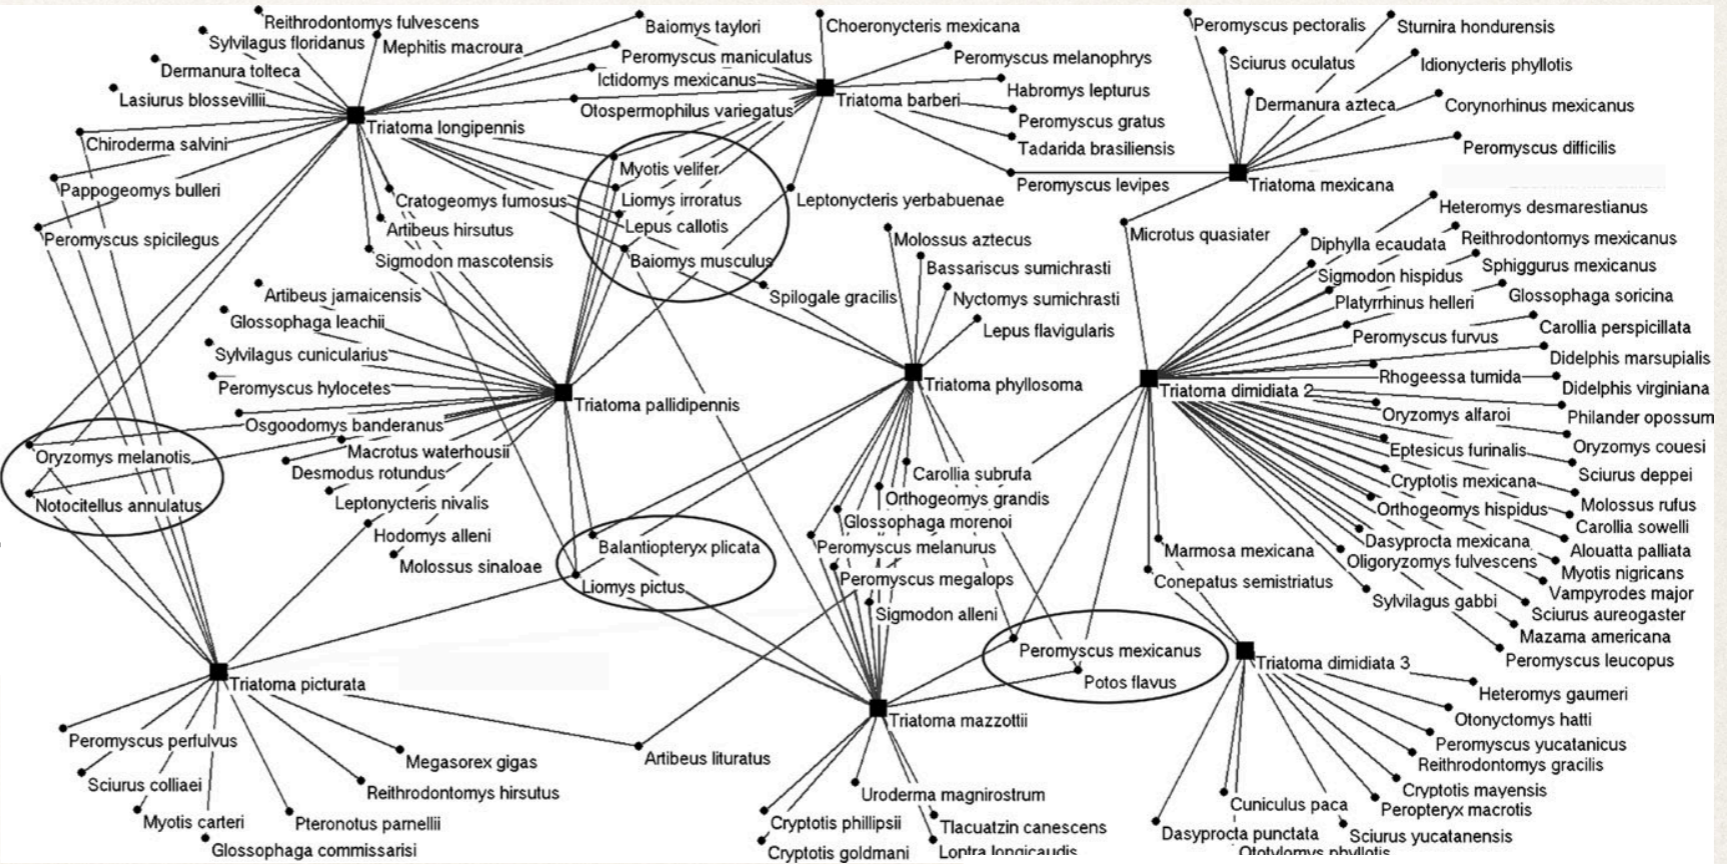 Reithrodontomys fulvescens
Sylvilagus floridanus
Mephitis macroura
Dermanura tolteca
Lasiurus blossevillii
Chiroderma salvini
Pappogeomys bulleri
Peromyscus spicilegus
Triatoma longipennis
Baiomys taylori
Peromyscus maniculatus
Ictidomys mexicanus
Otospermophilus variegatus
Choeronycteris mexicana
Peromyscus melanophrys
Habromys lepturus
Triatoma barberi
Peromyscus gratus
Tadarida brasiliensis
Peromyscus levipes
Peromyscus pectoralis
Sturnira hondurensis
Sciurus oculatus
Idionycteris phyllotis
Dermanura azteca
Corynorhinus mexicanus
Peromyscus difficilis
Triatoma mexicana
Microtus quasiater
Myotis velifer
Liomys irroratus
Lepus callotis
Baiomys musculus
Leptonycteris yerbabuenae
Cratogeomys fumosus
Artibeus hirsutus
Sigmodon mascotensis
Spilogale gracilis
Molossus aztecus
Bassariscus sumichrasti
Nyctomys sumichrasti
Lepus flavigularis
Triatoma phyllosoma
Artibeus jamaicensis
Glossophaga leachii
Sylvilagus cunicularius
Peromyscus hylocetes
Triatoma pallidipennis
Osgoodomys banderanus
Macrotus waterhousii
Desmodus rotundus
Leptonycteris nivalis
Hodomys alleni
Molossus sinaloae
Oryzomys melanotis
Notocitellus annulatus
Balantiopteryx plicata
Liomys pictus
Carollia subrufa
Orthogeomys grandis
Glossophaga morenoi
Peromyscus melanurus
Peromyscus megalops
Sigmodon alleni
Heteromys desmarestianus
Diphylla ecaudata
Reithrodontomys mexicanus
Sigmodon hispidus
Sphiggurus mexicanus
Platyrrhinus helleri
Glossophaga soricina
Peromyscus furvus
Carollia perspicillata
Didelphis marsupialis
Rhogeessa tumida
Didelphis virginiana
Triatoma dimidiata 2
Oryzomys alfaroi
Philander opossum
Eptesicus furinalis
Oryzomys couesi
Cryptotis mexicana
Sciurus deppei
Orthogeomys hispidus
Molossus rufus
Carollia sowelli
Dasyprocta mexicana
Alouatta palliata
Oligoryzomys fulvescens
Myotis nigricans
Vampyrodes major
Sylvilagus gabbi
Sciurus aureogaster
Mazama americana
Peromyscus leucopus
Marmosa mexicana
Conepatus semistriatus
Peromyscus mexicanus
Potos flavus
Triatoma dimidiata 3
Heteromys gaumeri
Otonyctomys hatti
Peromyscus yucatanicus
Reithrodontomys gracilis
Cryptotis mayensis
Peropteryx macrotis
Cuniculus paca
Dasyprocta punctata
Sciurus yucatanensis
Ototylomys phyllotis
Triatoma picturata
Peromyscus perfulvus
Sciurus colliaei
Myotis carteri
Glossophaga commissarisi
Pteronotus parnellii
Reithrodontomys hirsutus
Megasorex gigas
Artibeus lituratus
Triatoma mazzottii
Uroderma magnirostrum
Cryptotis phillipsii
Tlacuatzin canescens
Cryptotis goldmani
Lontra longicaudis